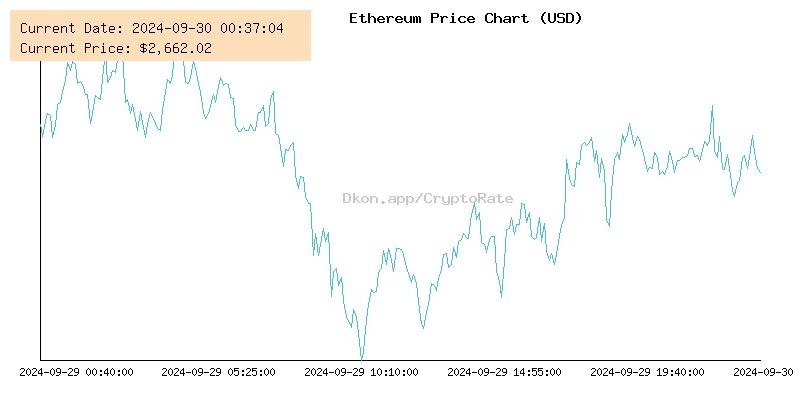 Ethereum Price Chart (USD)
Current Date: 2024-09-30 00:37:04
Current Price: $2,662.02
Dkon.app/CryptoRate
2024-09-29 00:40:00 2024-09-29 05:25:00 2024-09-29 10:10:00 2024-09-29 14:55:00 2024-09-29 19:40:00 2024-09-30